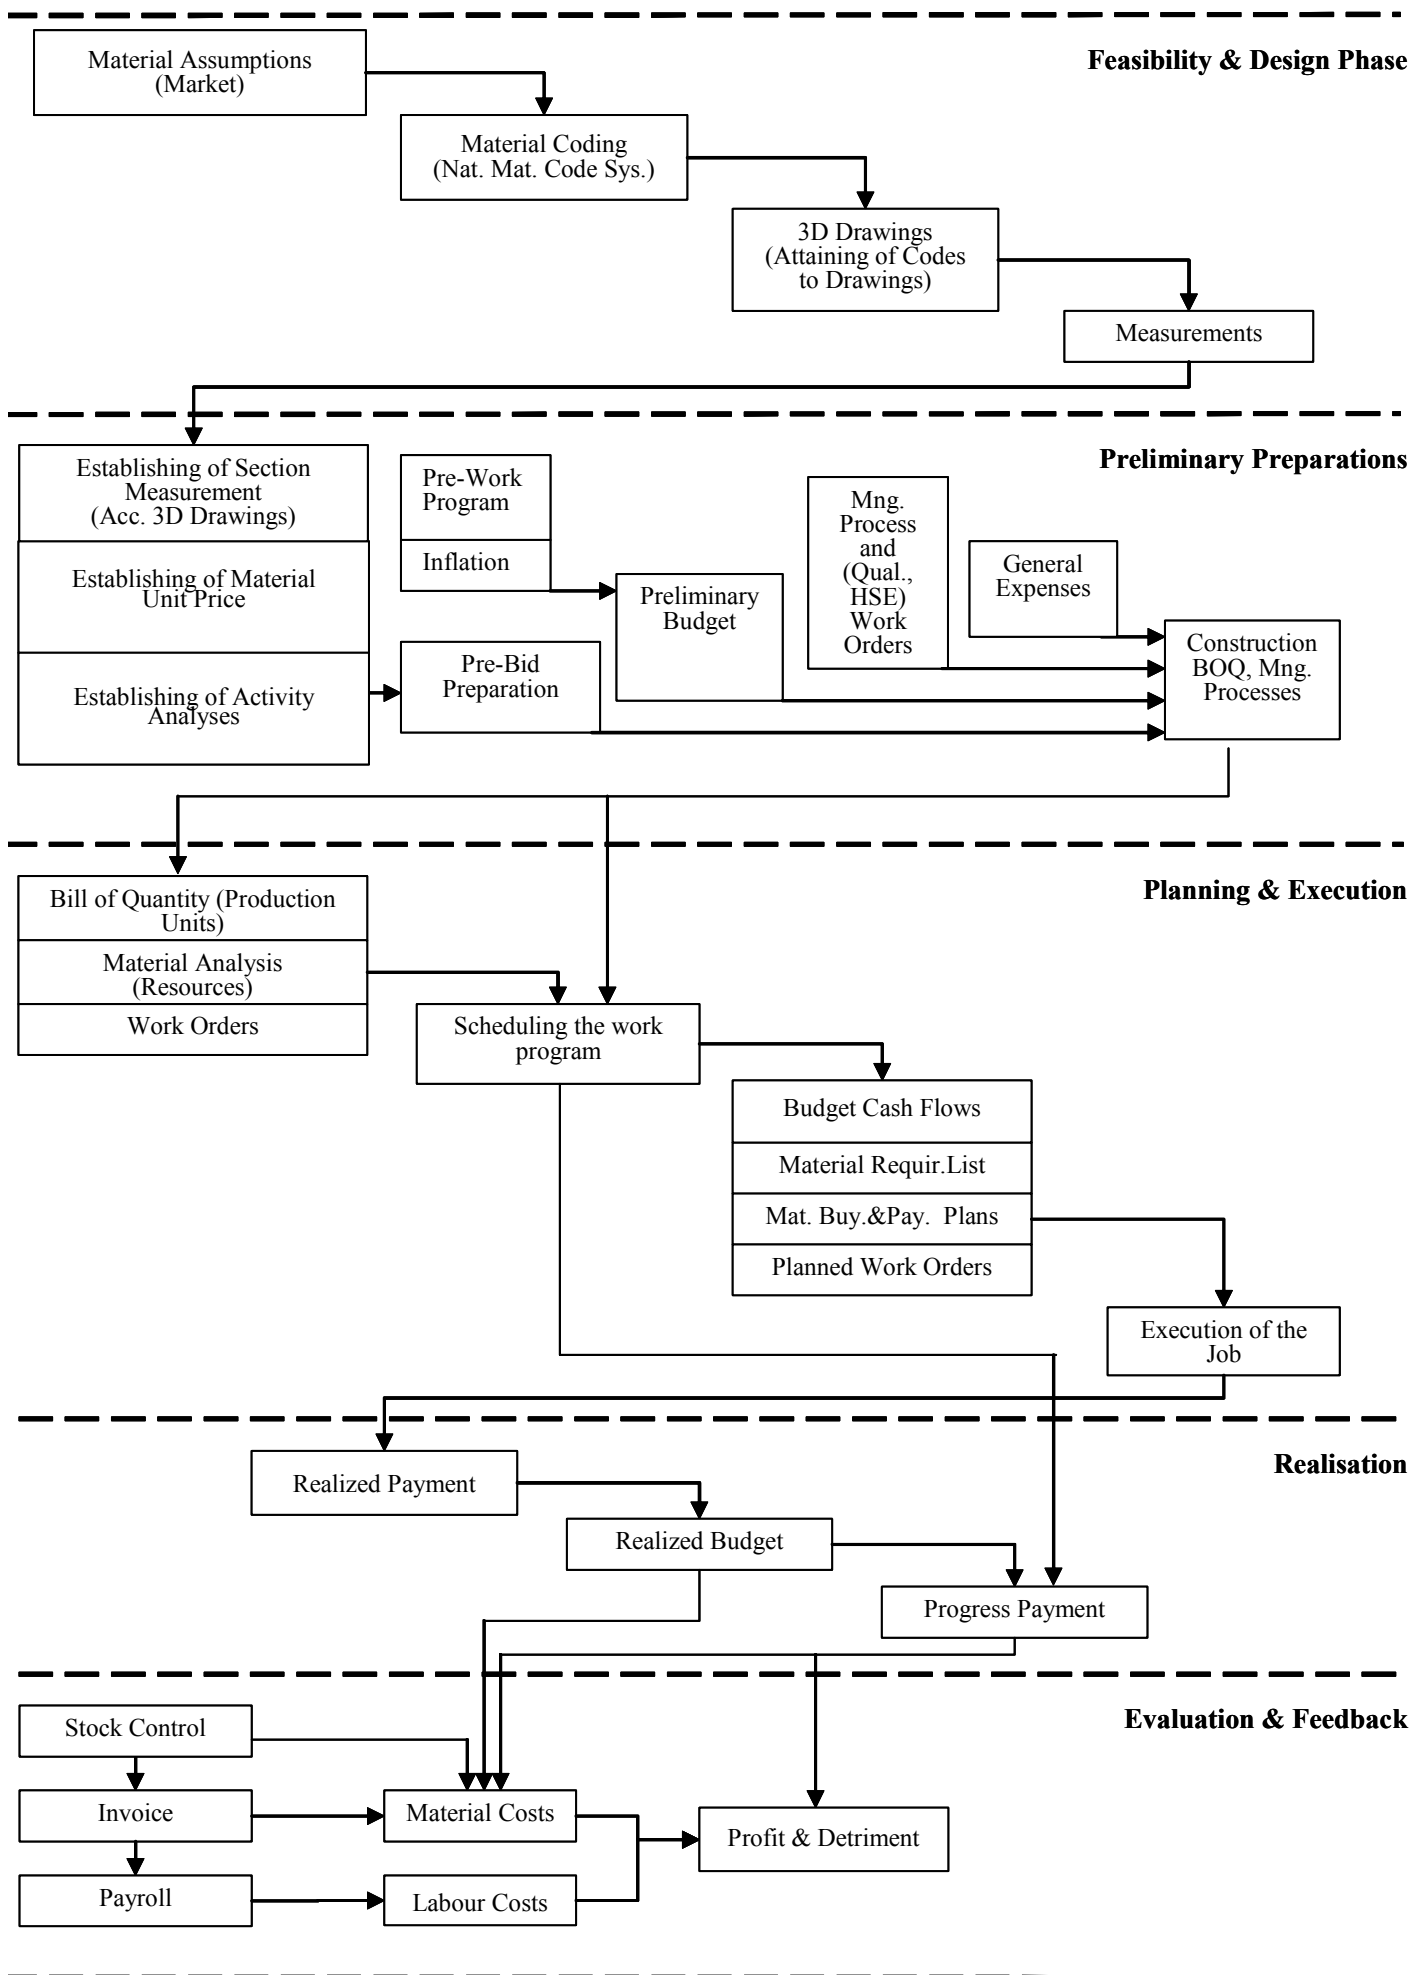 Feasibility & Design Phase
Material Assumptions
(Market)
Material Coding
(Nat. Mat. Code Sys.)
3D Drawings
(Attaining of Codes
to Drawings)
Measurements
Preliminary Preparations
Establishing of Section
Measurement
(Acc. 3D Drawings)
Establishing of Material
Unit Price
Establishing of Activity
Analyses
Pre-Work
Program
Inflation
Pre-Bid
Preparation
Preliminary
Budget
Mng.
Process
and
(Qual.,
HSE)
Work
Orders
General
Expenses
Construction
BOQ, Mng.
Processes
Planning & Execution
Bill of Quantity (Production
Units)
Material Analysis
(Resources)
Work Orders
Scheduling the work
program
Budget Cash Flows
Material Requir.List
Mat. Buy.&Pay.  Plans
Planned Work Orders
Execution of the
Job
Realisation
Realized Payment
Realized Budget
Progress Payment
Evaluation & Feedback
Stock Control
Invoice
Payroll
Material Costs
Labour Costs
Profit & Detriment